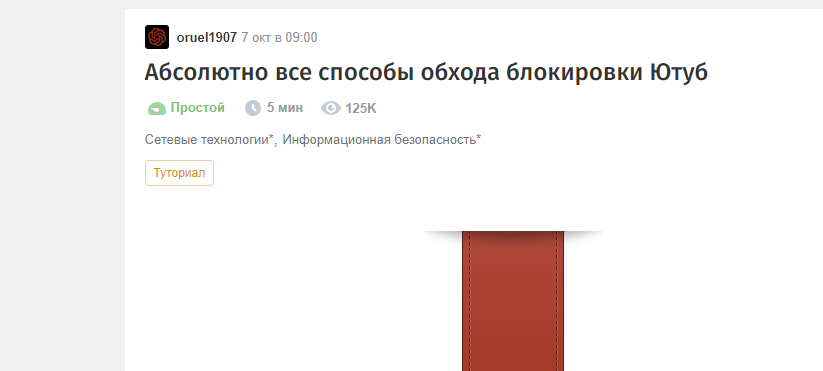 oruel1907 7 окт в 09:00
Абсолютно все способы обхода блокировки Ютуб
Простой 5 мин 125K
Сетевые технологии*, Информационная безопасность*
Туториал